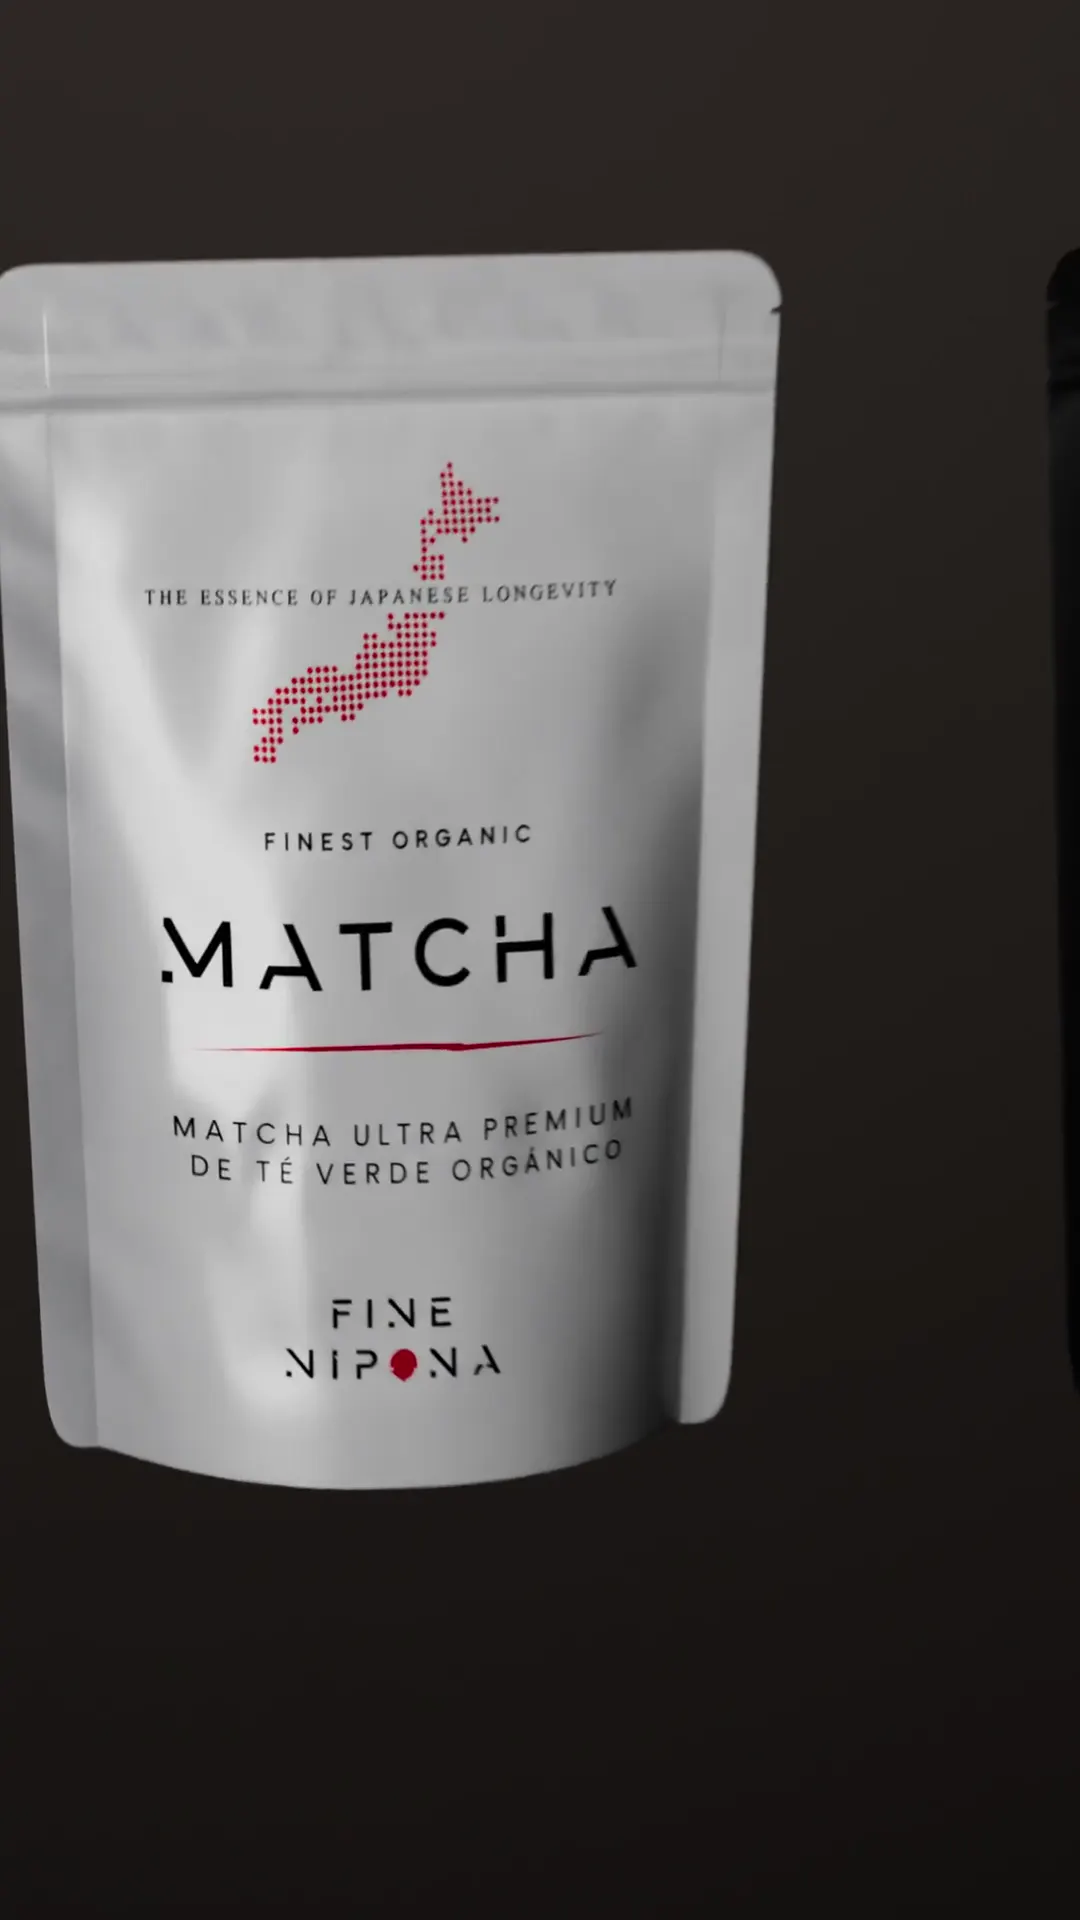 THE ESSENCE OF JAPANESE LONGEVITY
FINEST ORGANIC
MATCHA
MATCHA ULTRA PREMIUM
DE TÉ VERDE ORGÁNICO
FINE
NIPONA